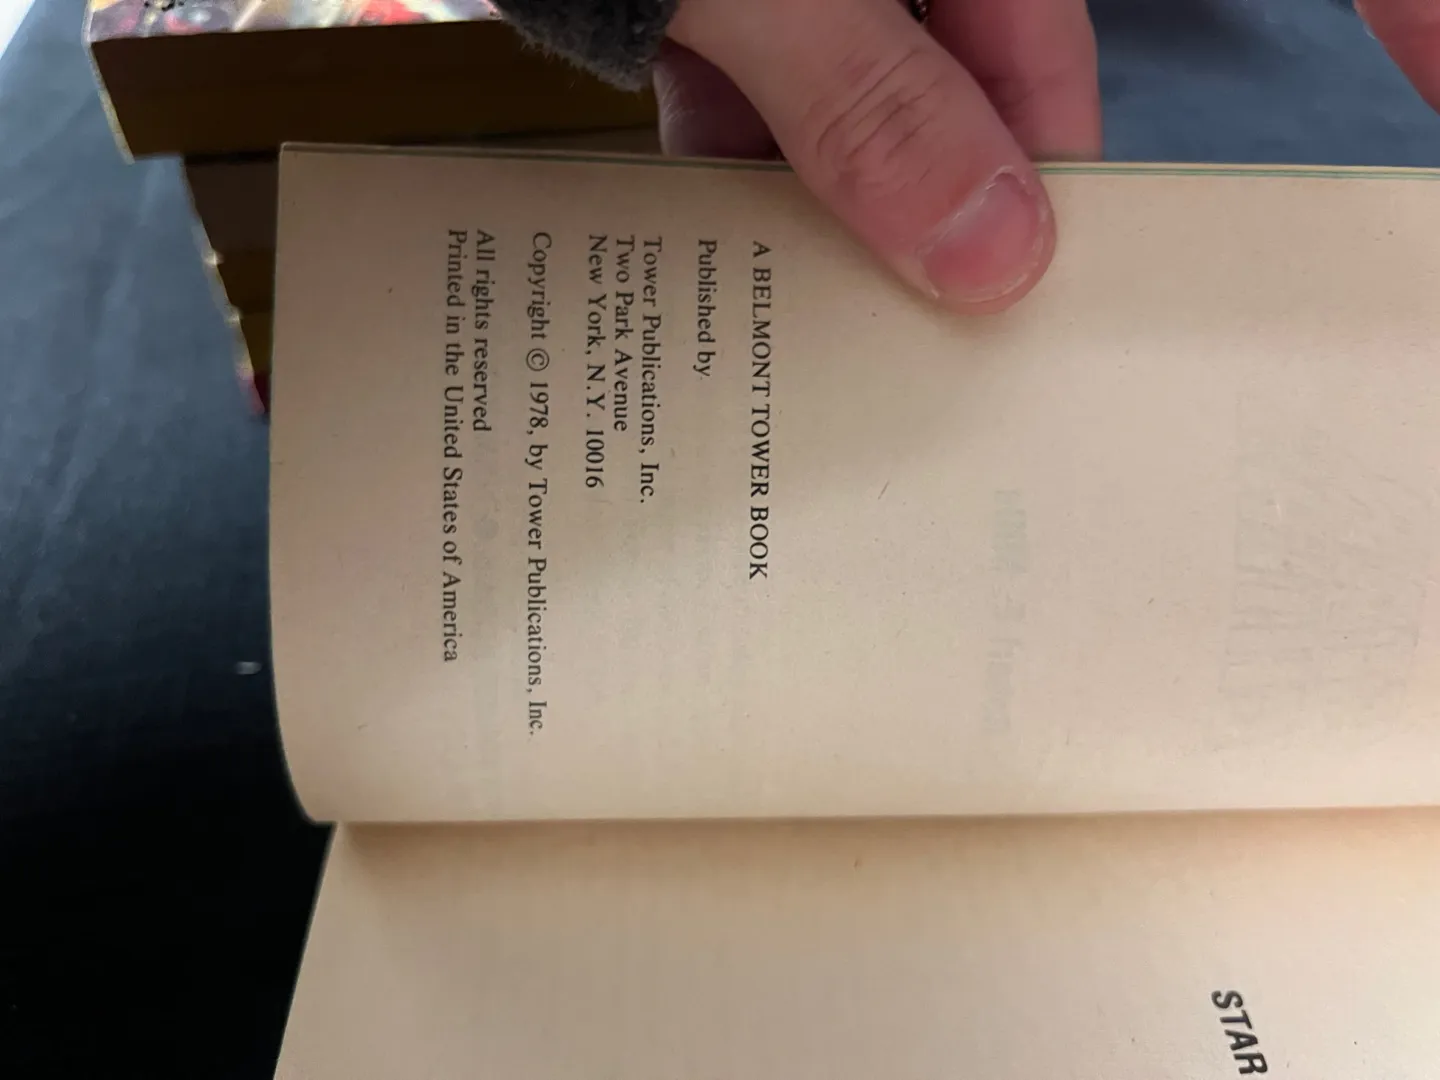 A BELMONT TOWER BOOK
Published by
Tower Publications, Inc.
Two Park Avenue
New York, N.Y. 10016
Copyright © 1978, by Tower Publications, Inc.
All rights reserved
Printed in the United States of America
STAR